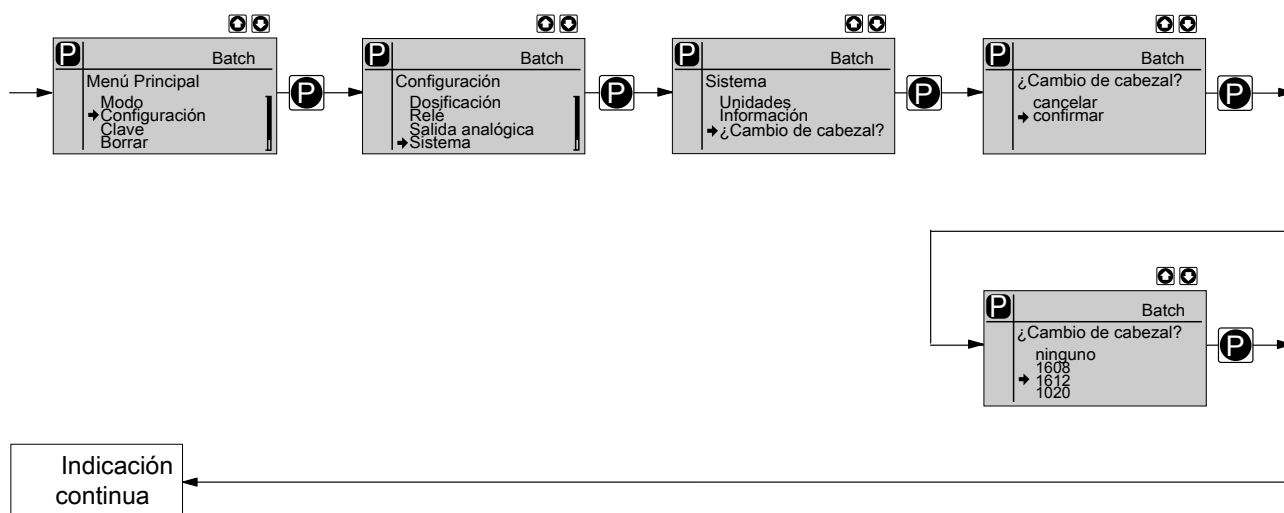 P Batch
Menú Principal
Modo
Configuración
Clave
Borrar
P
P Batch
Configuración
Dosificación
Relé
Salida analógica
Sistema
P
P Batch
Sistema
Unidades
Información
¿Cambio de cabezal?
P
P Batch
¿Cambio de cabezal?
cancelar
confirmar
P
P Batch
¿Cambio de cabezal?
ninguno
1608
1612
1020
P
Indicación
continua